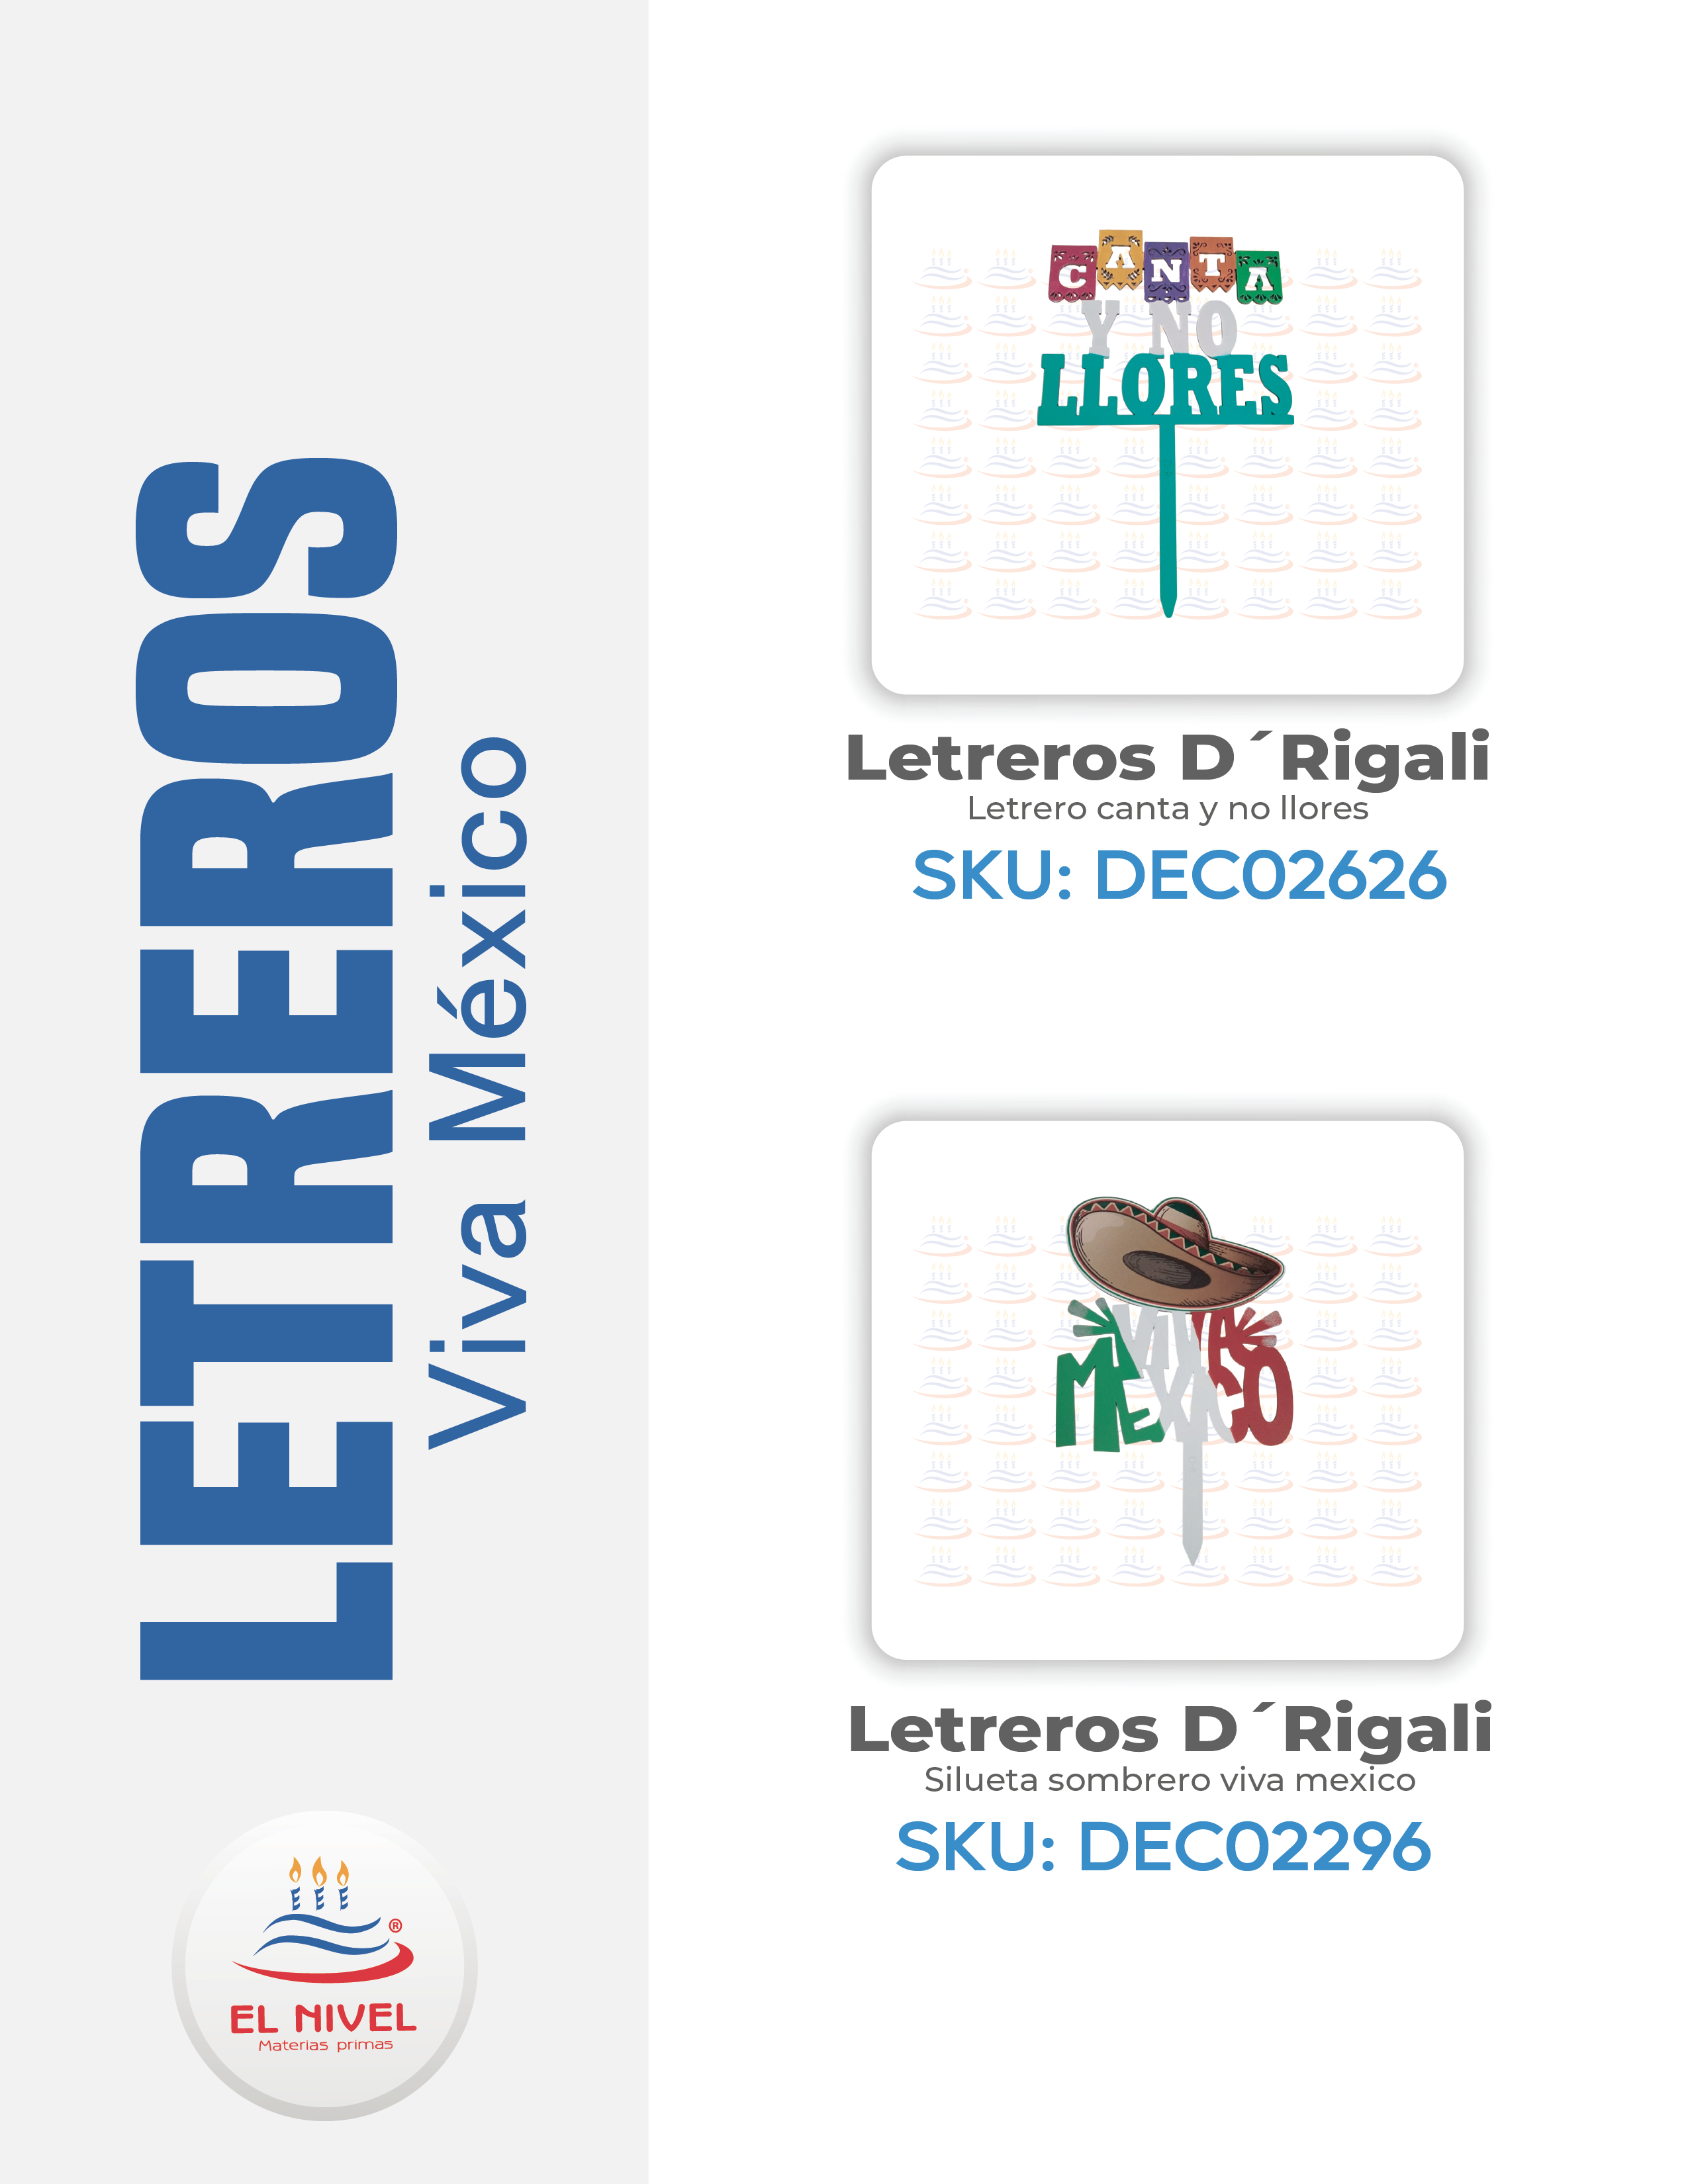 LETREROS
Viva México
CANTA
Y NO
LLORES
Letreros D´Rigali
Letrero canta y no llores
SKU: DEC02626
VIVA
MEXICO
Letreros D´Rigali
Silueta sombrero viva mexico
SKU: DEC02296
®
EL NIVEL
Materias primas